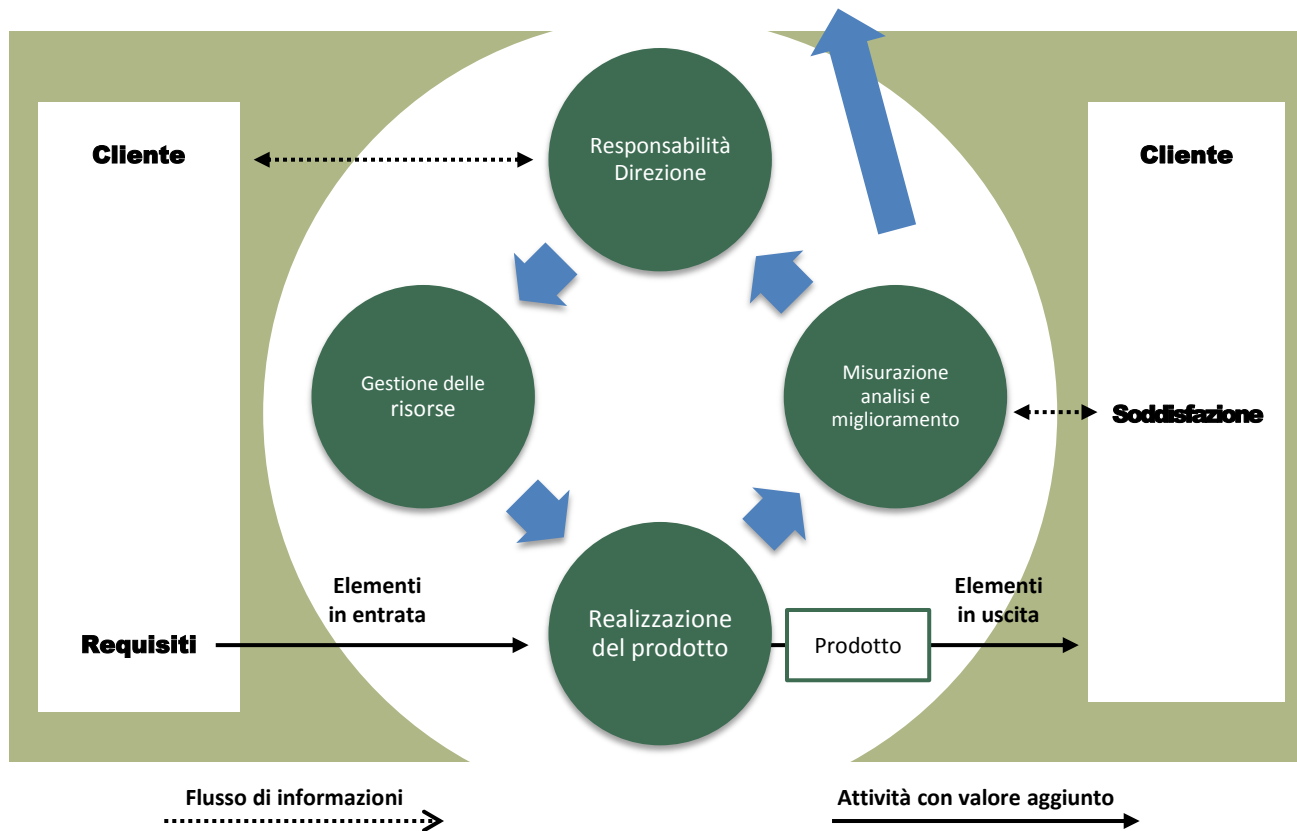 Cliente
Responsabilità
Direzione
Cliente
Gestione delle
risorse
Misurazione
analisi e
miglioramento
Soddisfazione
Elementi
in entrata
Elementi
in uscita
Requisiti
Realizzazione
del prodotto
Prodotto
Flusso di informazioni
Attività con valore aggiunto